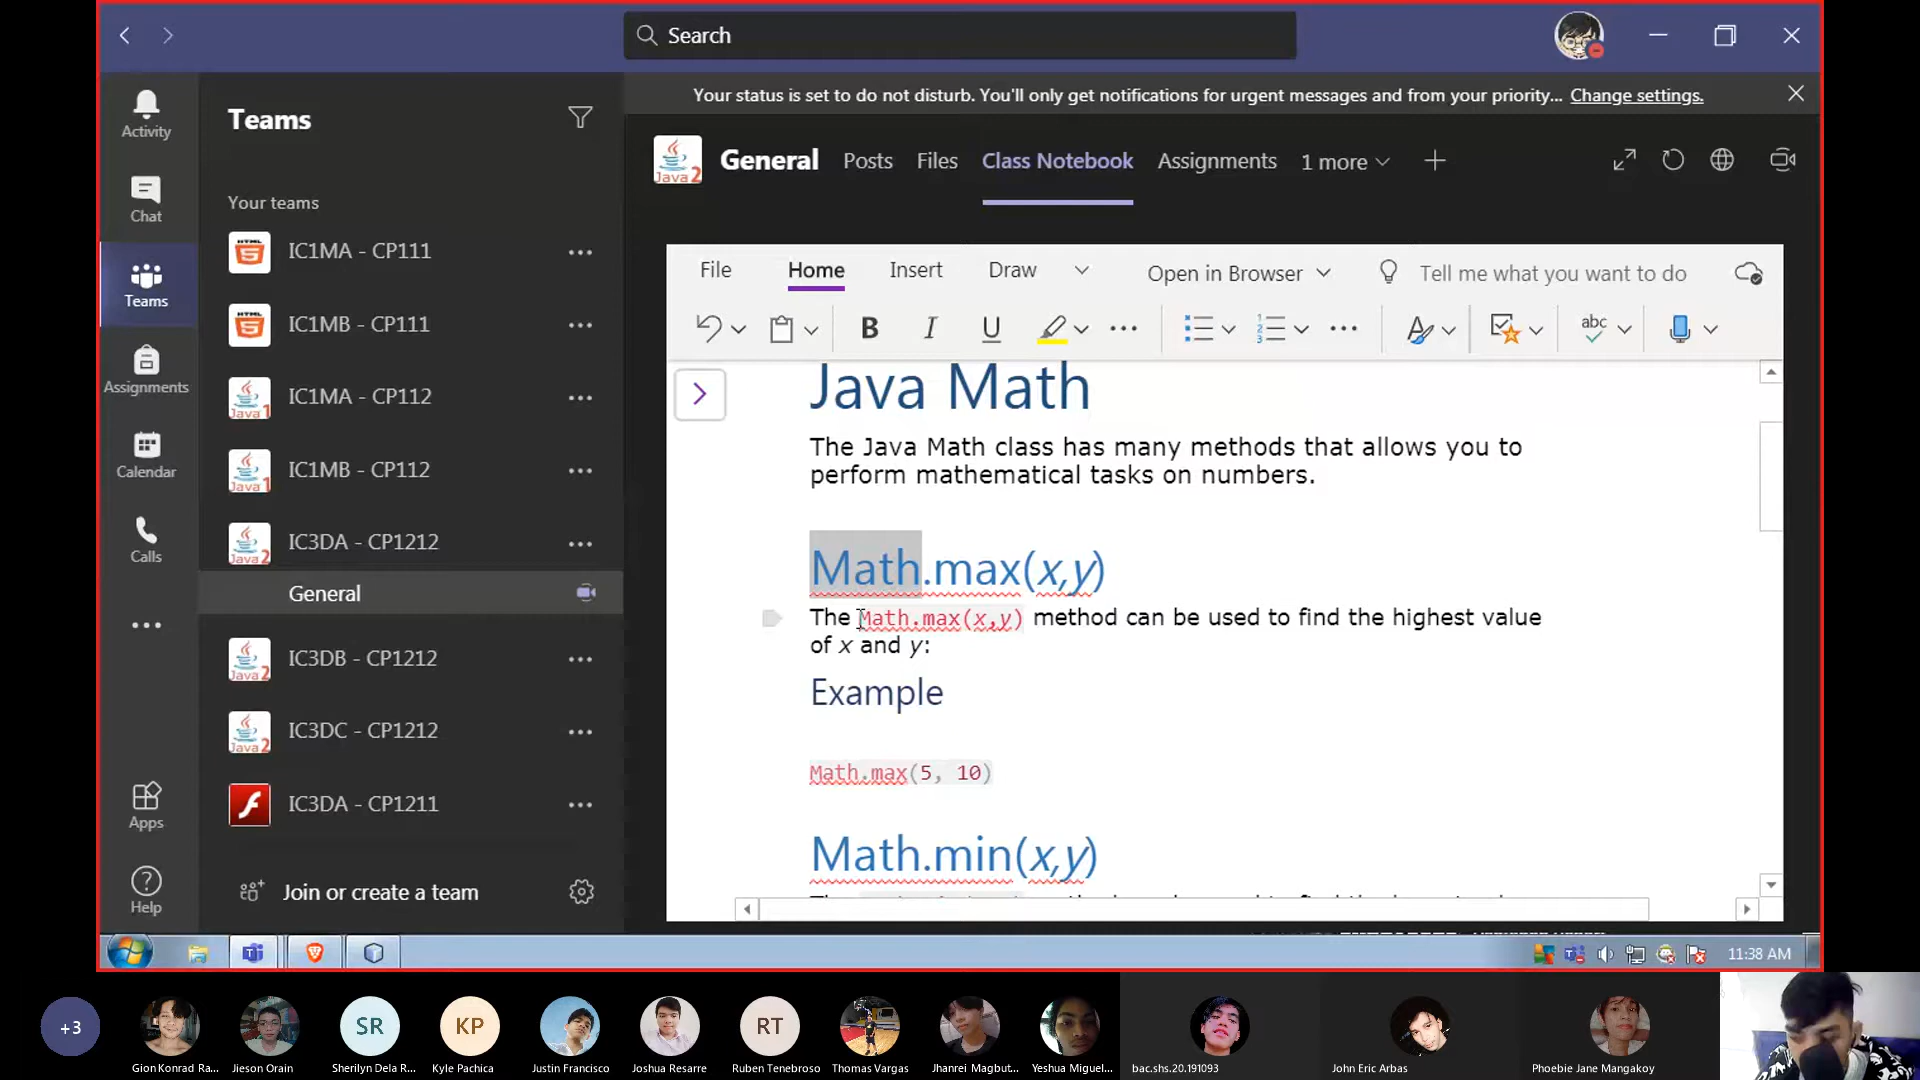 Search
Your status is set to do not disturb. You'll only get notifications for urgent messages and from your priority... Change settings.
Activity
Chat
Teams
Assignments
Calendar
Calls
Apps
Help
Teams
Your teams
IC1MA - CP111
IC1MB - CP111
IC1MA - CP112
IC1MB - CP112
IC3DA - CP1212
General
IC3DB - CP1212
IC3DC - CP1212
IC3DA - CP1211
Join or create a team
Java2
General Posts Files Class Notebook Assignments 1 more
File Home Insert Draw Open in Browser Tell me what you want to do
B I U abc
Java Math
The Java Math class has many methods that allows you to
perform mathematical tasks on numbers.
Math.max(x,y)
The Math.max(x,y) method can be used to find the highest value
of x and y:
Example
Math.max(5, 10)
Math.min(x,y)
11:38 AM
+3
SR
KP
RT
Gion Konrad Ra...
Jieson Orain
Sherilyn Dela R...
Kyle Pachica
Justin Francisco
Joshua Resarre
Ruben Tenebroso
Thomas Vargas
Jhanrei Magbut...
Yeshua Miguel...
bac.shs.20.191093
John Eric Arbas
Phoebie Jane Mangakoy